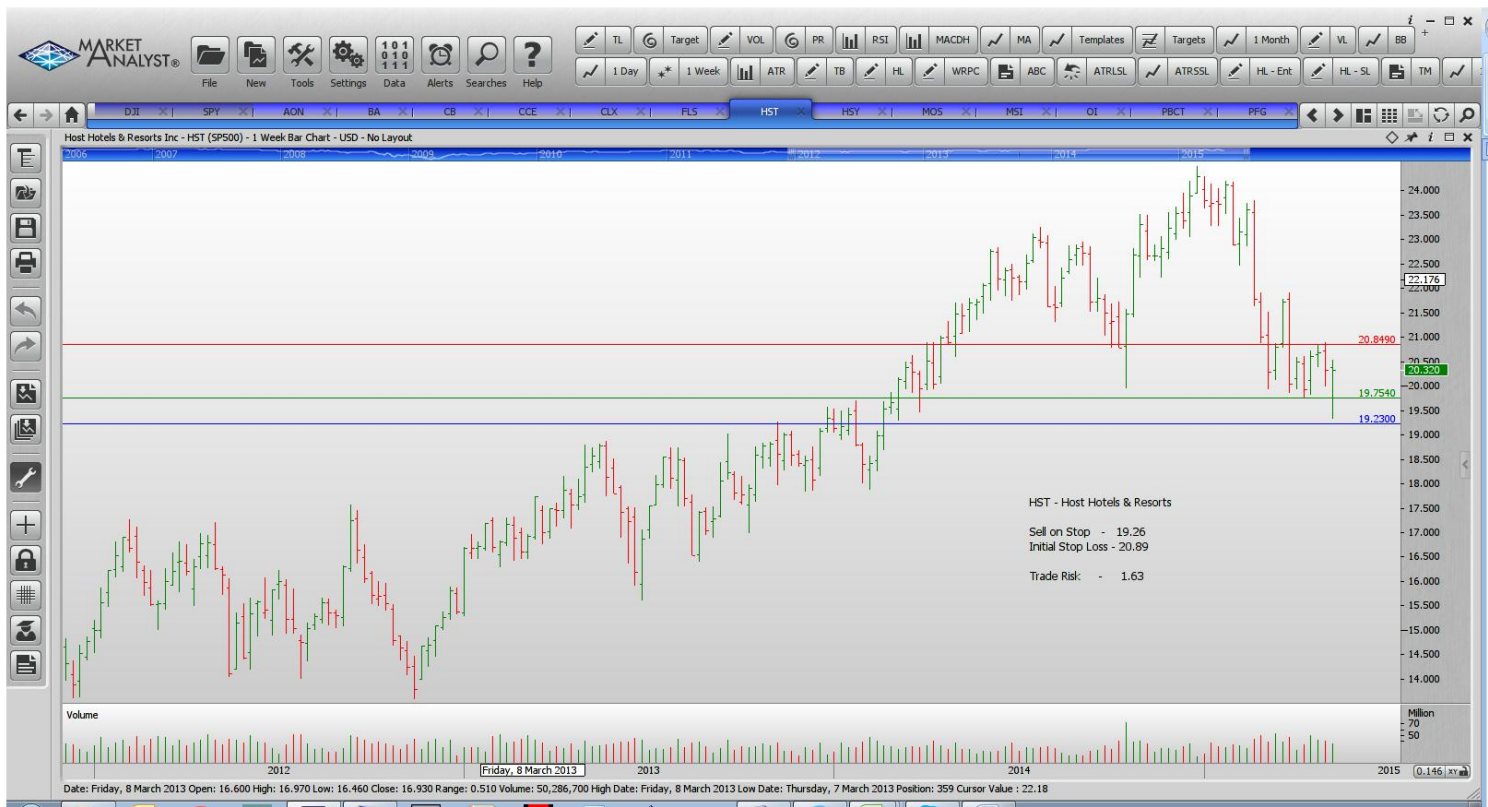 i
MARKET
ANALYST®
File New Tools Settings Data Alerts Searches Help
101
010
111
TL Target VOL PR RSI MACDH MA Templates Targets 1 Month VL BB
1 Day 1 Week ATR TB HL WRPC ABC ATRLSL ATRSSL HL - Ent HL - SL TM
DJI SPY AON BA CB CCE CLX FLS HST HSY MOS MSI OI PBCT PFG
Host Hotels & Resorts Inc - HST (SP500) - 1 Week Bar Chart - USD - No Layout
2006 2007 2008 2009 2010 2011 2012 2013 2014 2015
24.000
23.500
23.000
22.500
22.176
22.000
21.500
20.8490
21.000
20.500
20.320
20.000
19.7540
19.500
19.2300
19.000
18.500
18.000
17.500
17.000
16.500
16.000
15.500
15.000
14.500
14.000
HST - Host Hotels & Resorts
Sell on Stop - 19.26
Initial Stop Loss - 20.89
Trade Risk - 1.63
Volume
Million
70
50
2012 Friday, 8 March 2013 2013 2014 2015 0.146 XY
Date: Friday, 8 March 2013 Open: 16.600 High: 16.970 Low: 16.460 Close: 16.930 Range: 0.510 Volume: 50,286,700 High Date: Friday, 8 March 2013 Low Date: Thursday, 7 March 2013 Position: 359 Cursor Value : 22.18